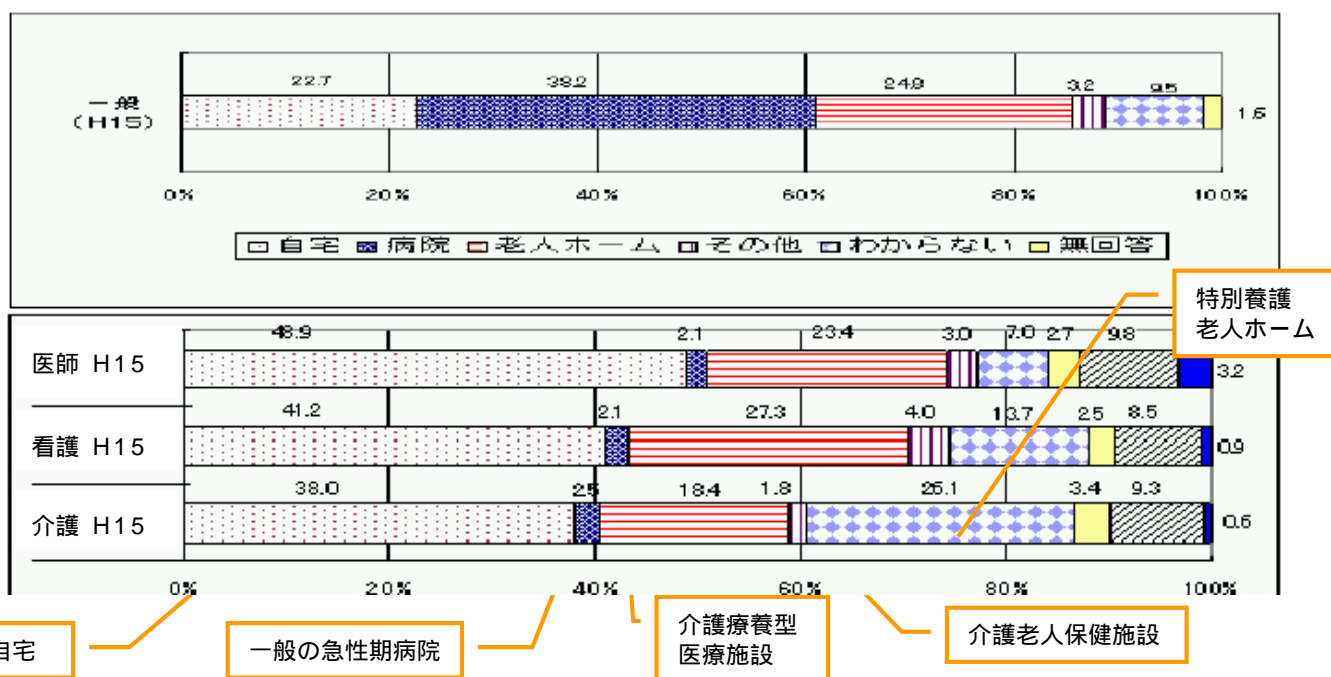 22.7 38.2 24.9 3.2 9.5
一般
(H15)
1.6
0% 20% 40% 60% 80% 100%
自宅 病院 老人ホーム その他 わからない 無回答
特別養護
老人ホーム
48.9 2.1 23.4 3.0 7.0 2.7 9.8
医師 H15
3.2
41.2 2.1 27.3 4.0 13.7 2.5 8.5
看護 H15
0.9
38.0 2.5 18.4 1.8 26.1 3.4 9.3
介護 H15
0.6
0% 20% 40% 60% 80% 100%
自宅
一般の急性期病院
介護療養型
医療施設
介護老人保健施設